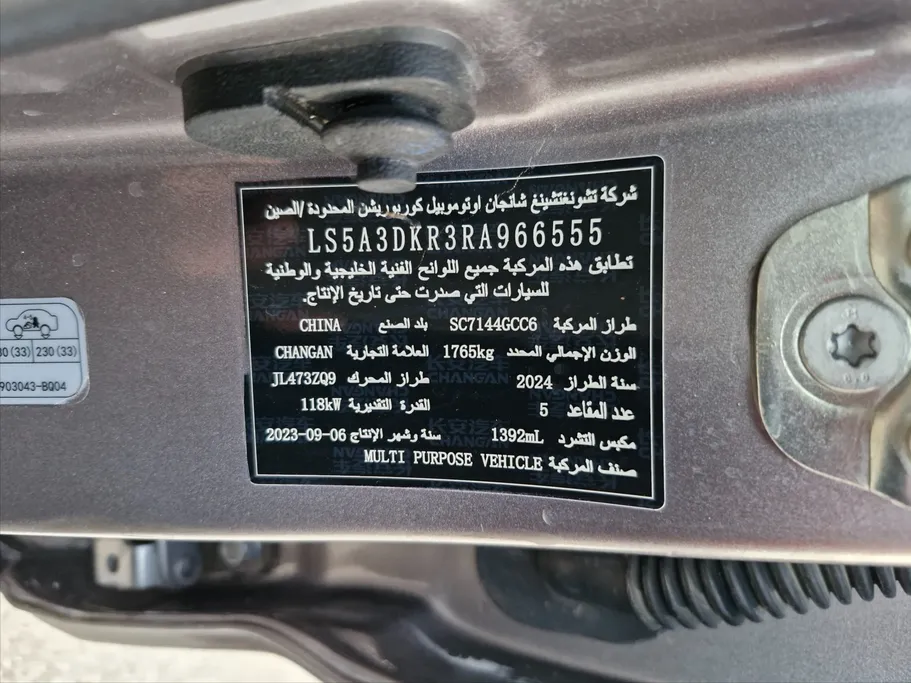 شركة تشونغتشينغ شانجان اوتوموبيل كوربوريشن المحدودة/الصين
LS5A3DKR3RA966555
تطابق هذه المركبة جميع اللوائح الفنية الخليجية والوطنية
للسيارات التي صدرت حتى تاريخ الإنتاج.
طراز المركبة SC7144GCC6 بلد الصنع CHINA
الوزن الإجمالي المحدد 1765kg العلامة التجارية CHANGAN
سنة الطراز 2024 طراز المحرك JL473ZQ9
عدد المقاعد 5 القدرة التقديرية 118kW
مكبس التشرد 1392mL سنة وشهر الإنتاج 2023-09-06
صنف المركبة MULTI PURPOSE VEHICLE
0(33) 230(33)
903043-BQ04